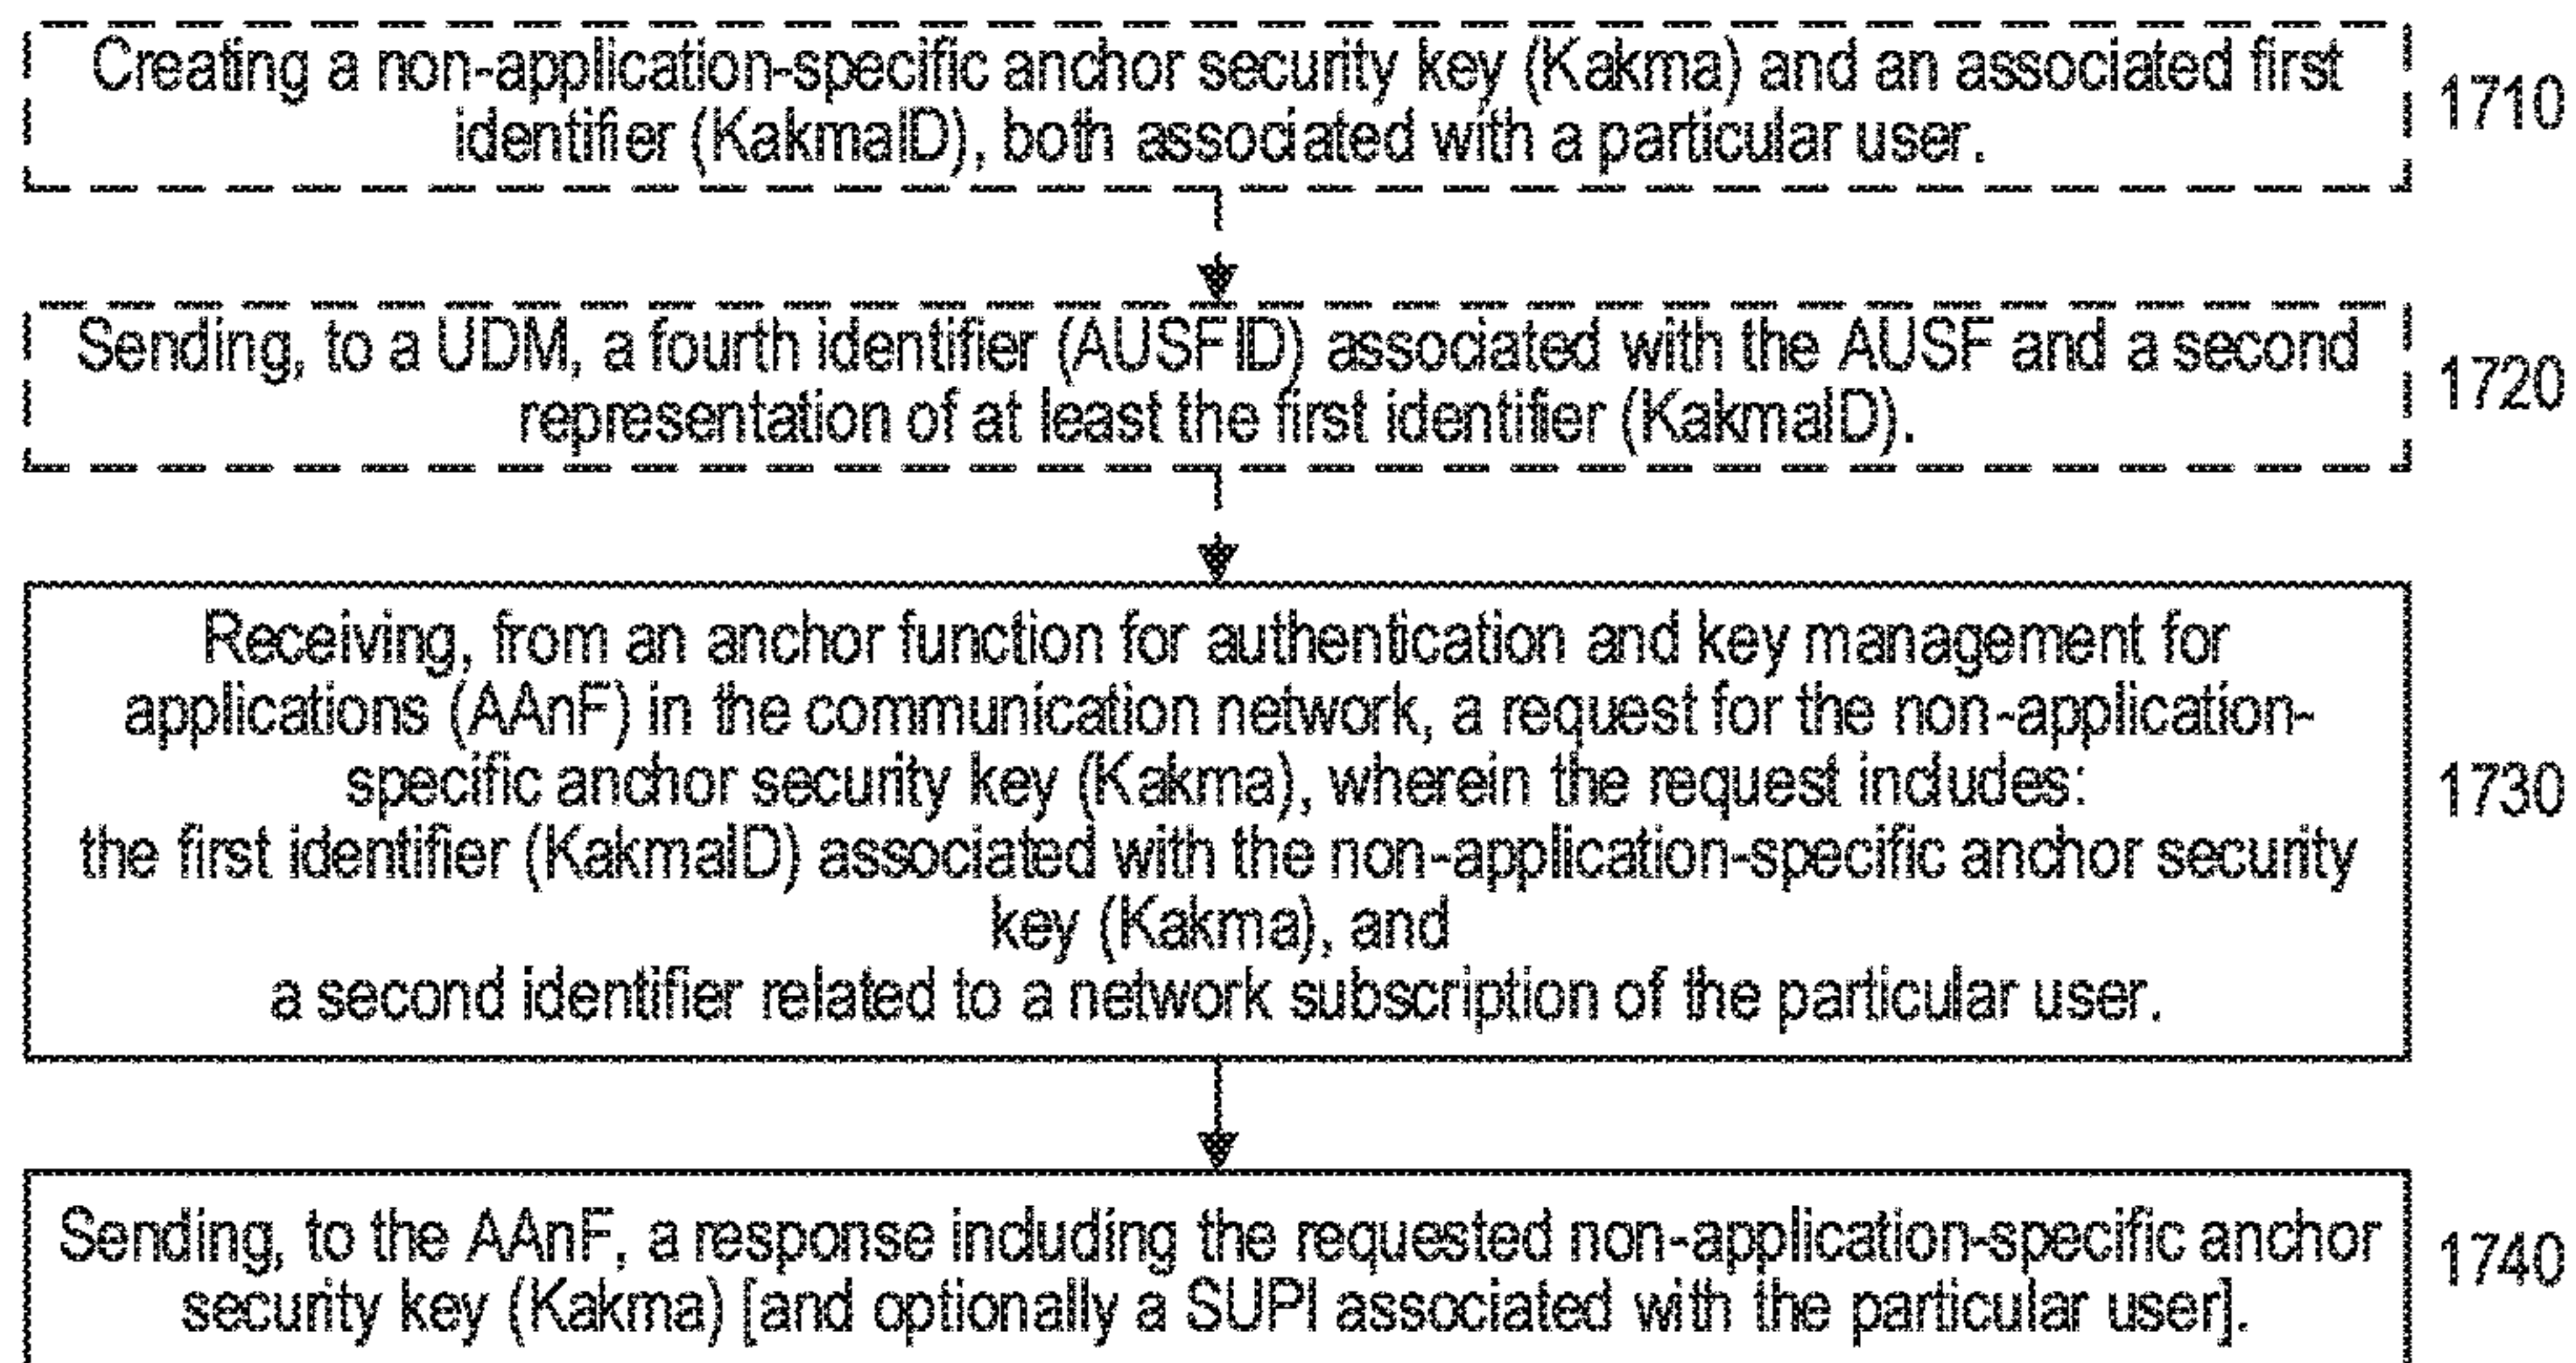 Creating a non-application-specific anchor security key (Kakma) and an associated first
identifier (KakmaID), both associated with a particular user.
1710
Sending, to a UDM, a fourth identifier (AUSFID) associated with the AUSF and a second
representation of at least the first identifier (KakmaID).
1720
Receiving, from an anchor function for authentication and key management for
applications (AAnF) in the communication network, a request for the non-application-
specific anchor security key (Kakma), wherein the request includes:
the first identifier (KakmaID) associated with the non-application-specific anchor security
key (Kakma), and
a second identifier related to a network subscription of the particular user.
1730
Sending, to the AAnF, a response including the requested non-application-specific anchor
security key (Kakma) [and optionally a SUPI associated with the particular user].
1740